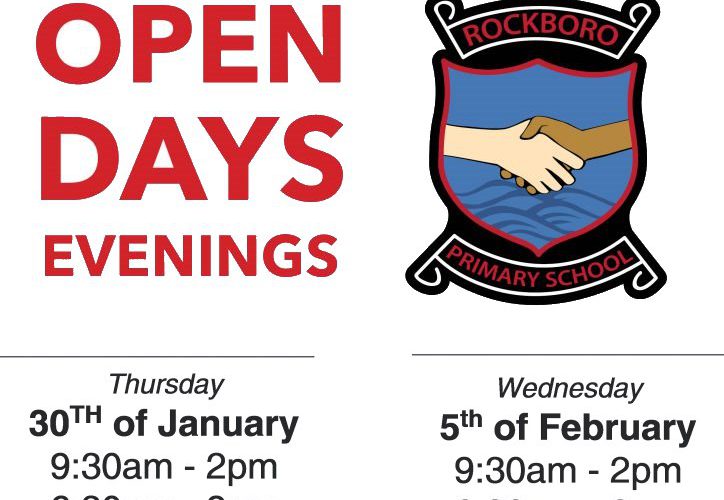 OPEN
DAYS
EVENINGS
ROCKBORO
PRIMARY SCHOOL
Thursday
30TH of January
9:30am - 2pm
Wednesday
5th of February
9:30am - 2pm